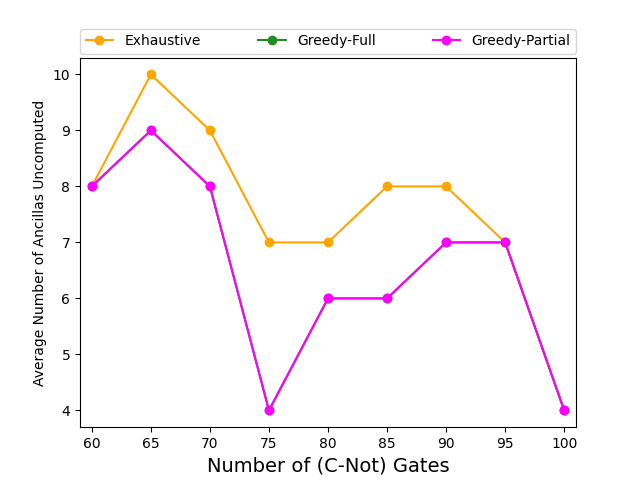 Exhaustive Greedy-Full Greedy-Partial
10
9
8
7
6
5
4
Average Number of Ancillas Uncomputed
60 65 70 75 80 85 90 95 100
Number of (C-Not) Gates